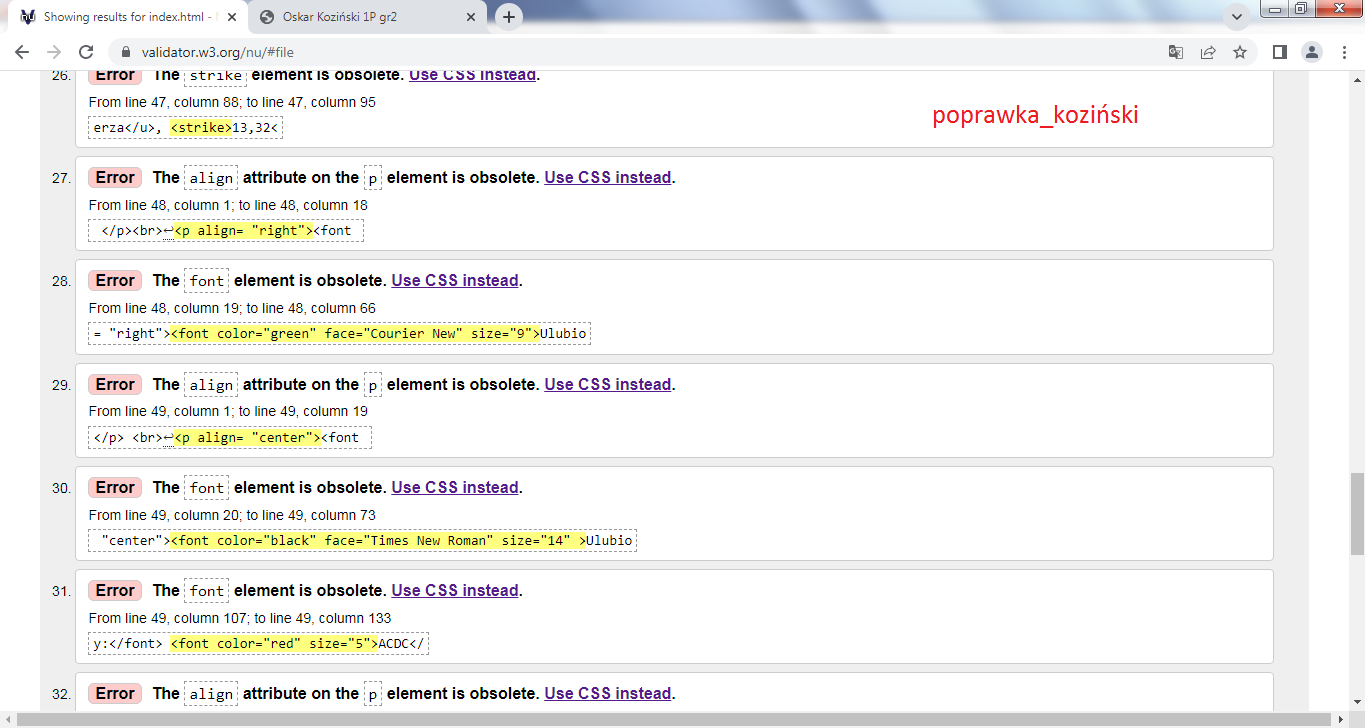 Showing results for index.html -
Oskar Koziński 1P gr2
validator.w3.org/nu/#file
26. Error The strike element is obsolete. Use CSS instead.
From line 47, column 88; to line 47, column 95
erza</u>, <strike>13,32<
poprawka_koziński
27. Error The align attribute on the p element is obsolete. Use CSS instead.
From line 48, column 1; to line 48, column 18
</p><br>↩<p align= "right"><font
28. Error The font element is obsolete. Use CSS instead.
From line 48, column 19; to line 48, column 66
= "right"><font color="green" face="Courier New" size="9">Ulubio
29. Error The align attribute on the p element is obsolete. Use CSS instead.
From line 49, column 1; to line 49, column 19
</p> <br>↩<p align= "center"><font
30. Error The font element is obsolete. Use CSS instead.
From line 49, column 20; to line 49, column 73
"center"><font color="black" face="Times New Roman" size="14" >Ulubio
31. Error The font element is obsolete. Use CSS instead.
From line 49, column 107; to line 49, column 133
y:</font> <font color="red" size="5">ACDC</
32. Error The align attribute on the p element is obsolete. Use CSS instead.